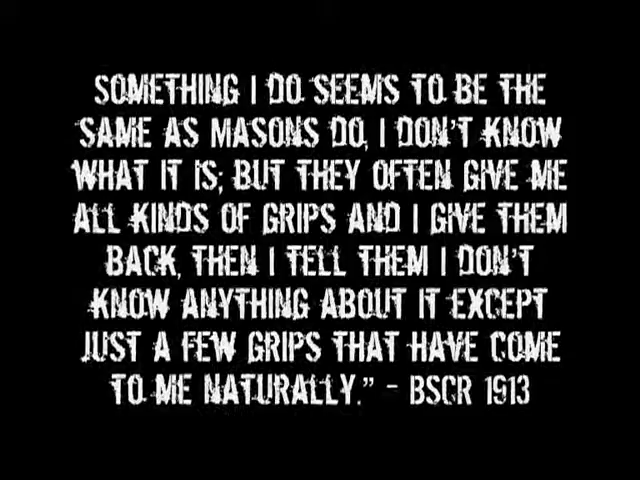 SOMETHING I DO SEEMS TO BE THE
SAME AS MASONS DO, I DON'T KNOW
WHAT IT IS; BUT THEY OFTEN GIVE ME
ALL KINDS OF GRIPS AND I GIVE THEM
BACK, THEN I TELL THEM I DON'T
KNOW ANYTHING ABOUT IT EXCEPT
JUST A FEW GRIPS THAT HAVE COME
TO ME NATURALLY." - BSCR 1913